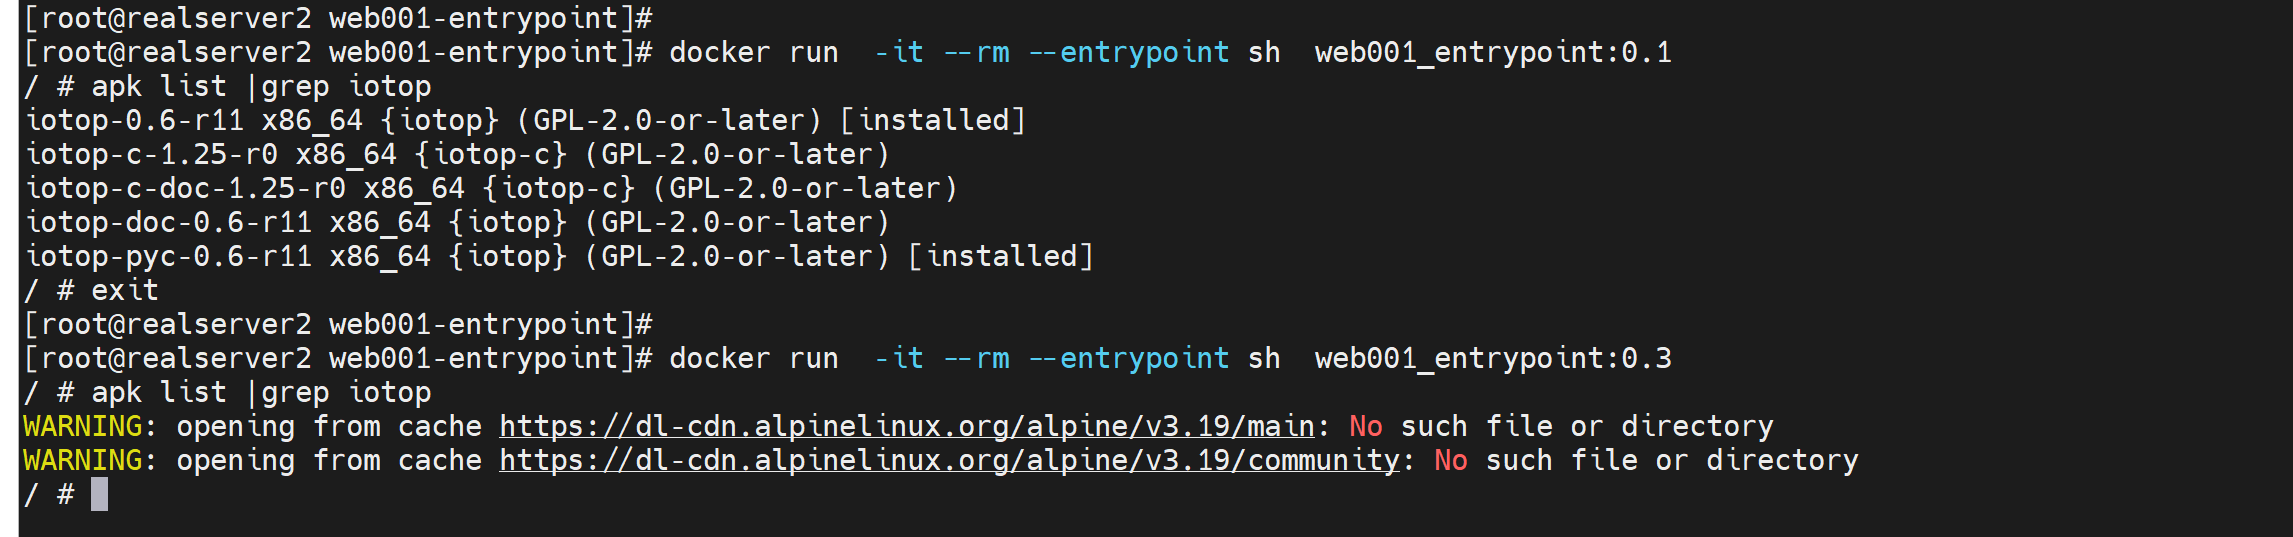 [root@realserver2 web001-entrypoint]#
[root@realserver2 web001-entrypoint]# docker run  -it --rm --entrypoint sh  web001_entrypoint:0.1
/ # apk list |grep iotop
iotop-0.6-r11 x86_64 {iotop} (GPL-2.0-or-later) [installed]
iotop-c-1.25-r0 x86_64 {iotop-c} (GPL-2.0-or-later)
iotop-c-doc-1.25-r0 x86_64 {iotop-c} (GPL-2.0-or-later)
iotop-doc-0.6-r11 x86_64 {iotop} (GPL-2.0-or-later)
iotop-pyc-0.6-r11 x86_64 {iotop} (GPL-2.0-or-later) [installed]
/ # exit
[root@realserver2 web001-entrypoint]#
[root@realserver2 web001-entrypoint]# docker run  -it --rm --entrypoint sh  web001_entrypoint:0.3
/ # apk list |grep iotop
WARNING: opening from cache https://dl-cdn.alpinelinux.org/alpine/v3.19/main: No such file or directory
WARNING: opening from cache https://dl-cdn.alpinelinux.org/alpine/v3.19/community: No such file or directory
/ #